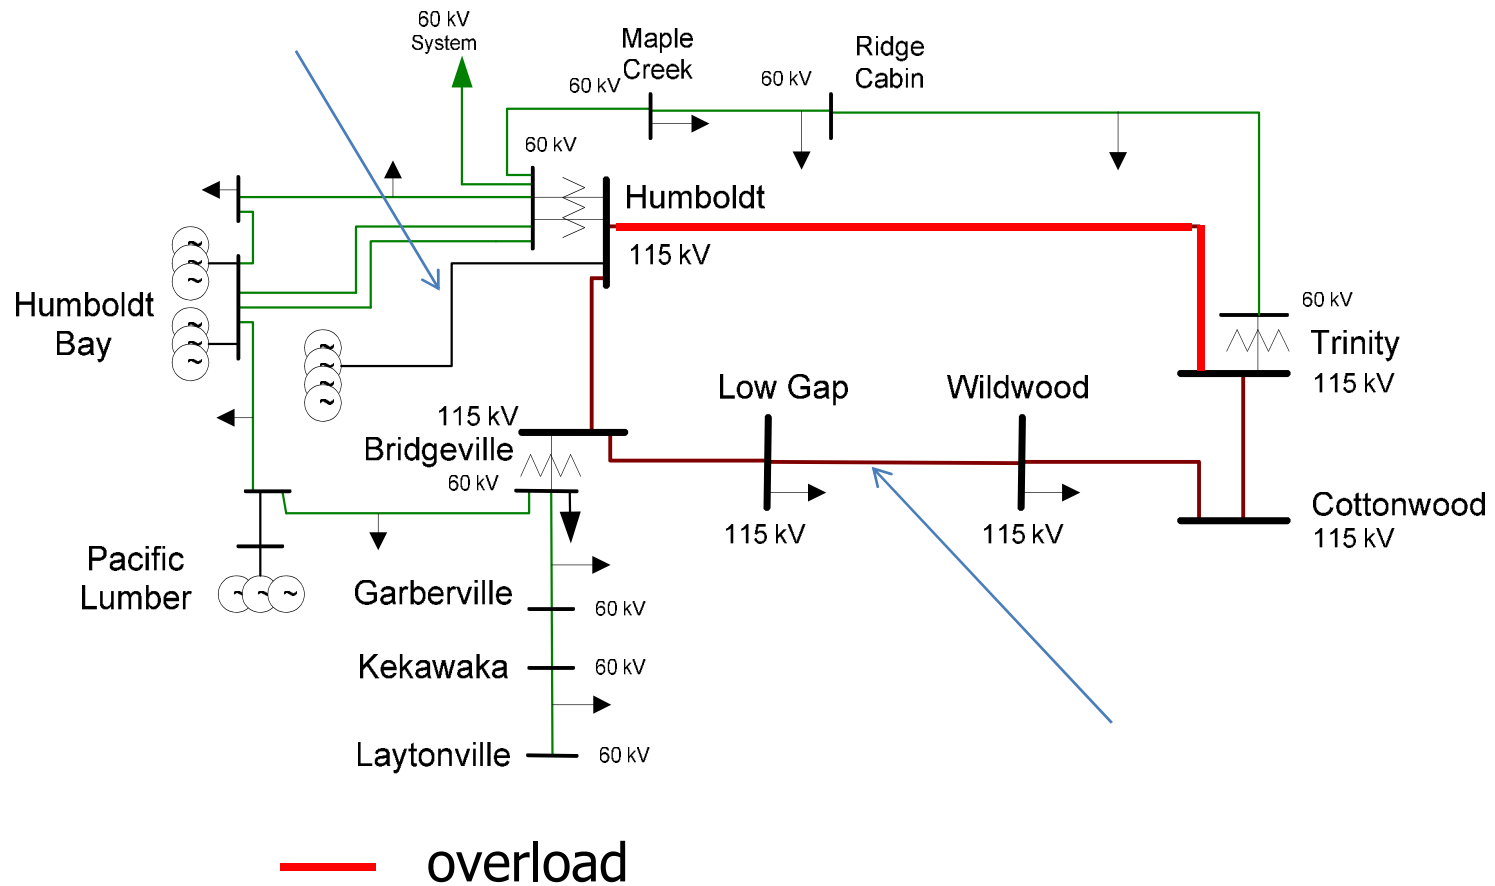 60 kV
System
Maple
Creek
60 kV
60 kV
Ridge
Cabin
60 kV
Humboldt
115 kV
~
~
~
Humboldt
Bay
~
~
~
~
~
~
~
60 kV
Trinity
115 kV
Low Gap
Wildwood
115 kV
Bridgeville
60 kV
115 kV
115 kV
Cottonwood
115 kV
Pacific
Lumber
~ ~ ~
Garberville
60 kV
Kekawaka
60 kV
Laytonville
60 kV
overload